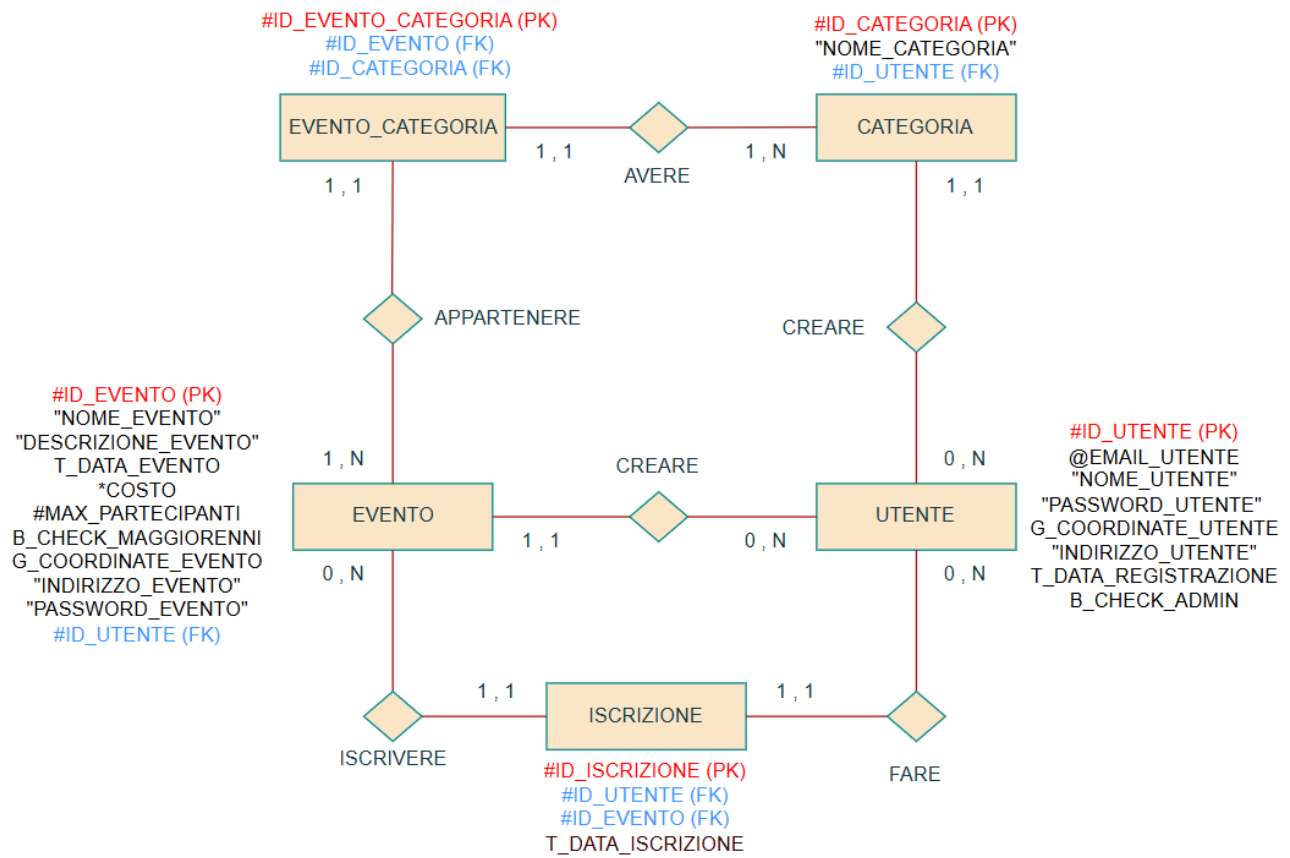 #ID_EVENTO_CATEGORIA (PK)
#ID_EVENTO (FK)
#ID_CATEGORIA (FK)
#ID_CATEGORIA (PK)
"NOME_CATEGORIA"
#ID_UTENTE (FK)
EVENTO_CATEGORIA
CATEGORIA
1 , 1
1 , N
AVERE
1 , 1
1 , 1
APPARTENERE
CREARE
#ID_EVENTO (PK)
"NOME_EVENTO"
"DESCRIZIONE_EVENTO"
T_DATA_EVENTO
*COSTO
#MAX_PARTECIPANTI
B_CHECK_MAGGIORENNI
G_COORDINATE_EVENTO
"INDIRIZZO_EVENTO"
"PASSWORD_EVENTO"
#ID_UTENTE (FK)
1 , N
CREARE
0 , N
EVENTO
UTENTE
1 , 1
0 , N
0 , N
0 , N
#ID_UTENTE (PK)
@EMAIL_UTENTE
"NOME_UTENTE"
"PASSWORD_UTENTE"
G_COORDINATE_UTENTE
"INDIRIZZO_UTENTE"
T_DATA_REGISTRAZIONE
B_CHECK_ADMIN
1 , 1
1 , 1
ISCRIZIONE
ISCRIVERE
FARE
#ID_ISCRIZIONE (PK)
#ID_UTENTE (FK)
#ID_EVENTO (FK)
T_DATA_ISCRIZIONE